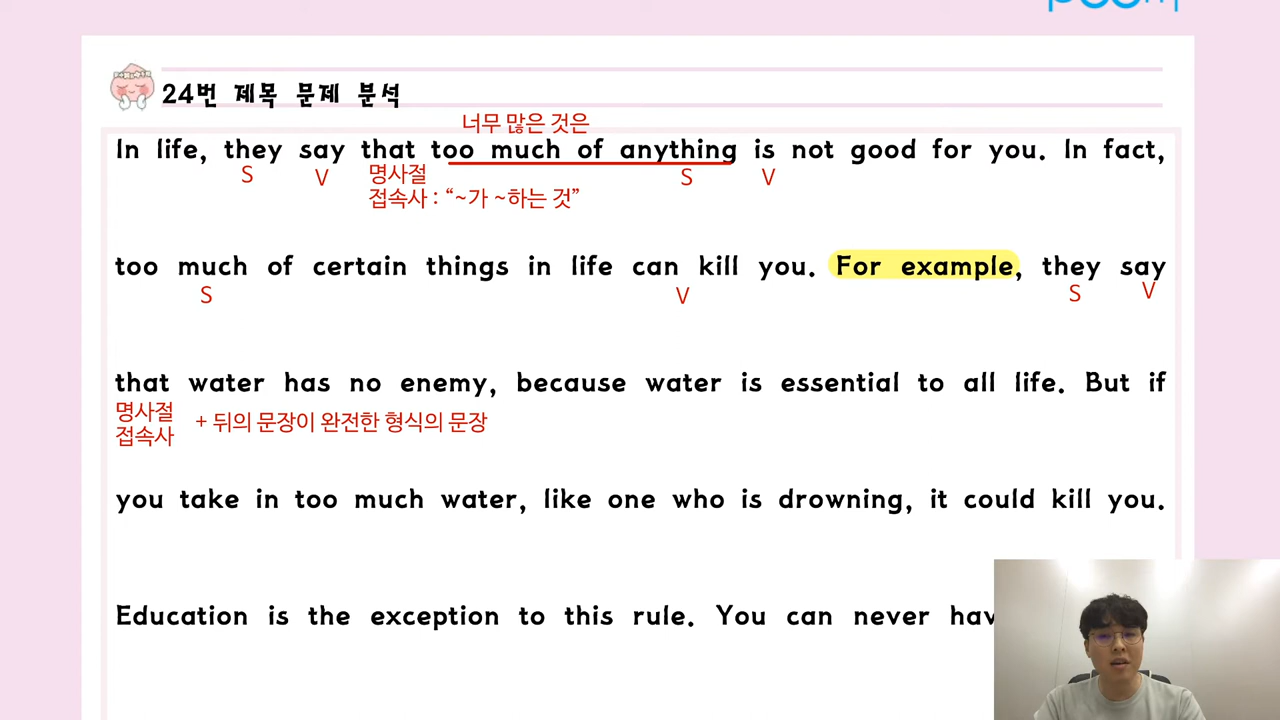 24번 제목 문제 분석
너무 많은 것은
In life, they say that too much of anything is not good for you. In fact,
S V 명사절 S V
접속사 : “~가 ~하는 것”
too much of certain things in life can kill you. For example, they say
S V S V
that water has no enemy, because water is essential to all life. But if
명사절
접속사 + 뒤의 문장이 완전한 형식의 문장
you take in too much water, like one who is drowning, it could kill you.
Education is the exception to this rule. You can never hav